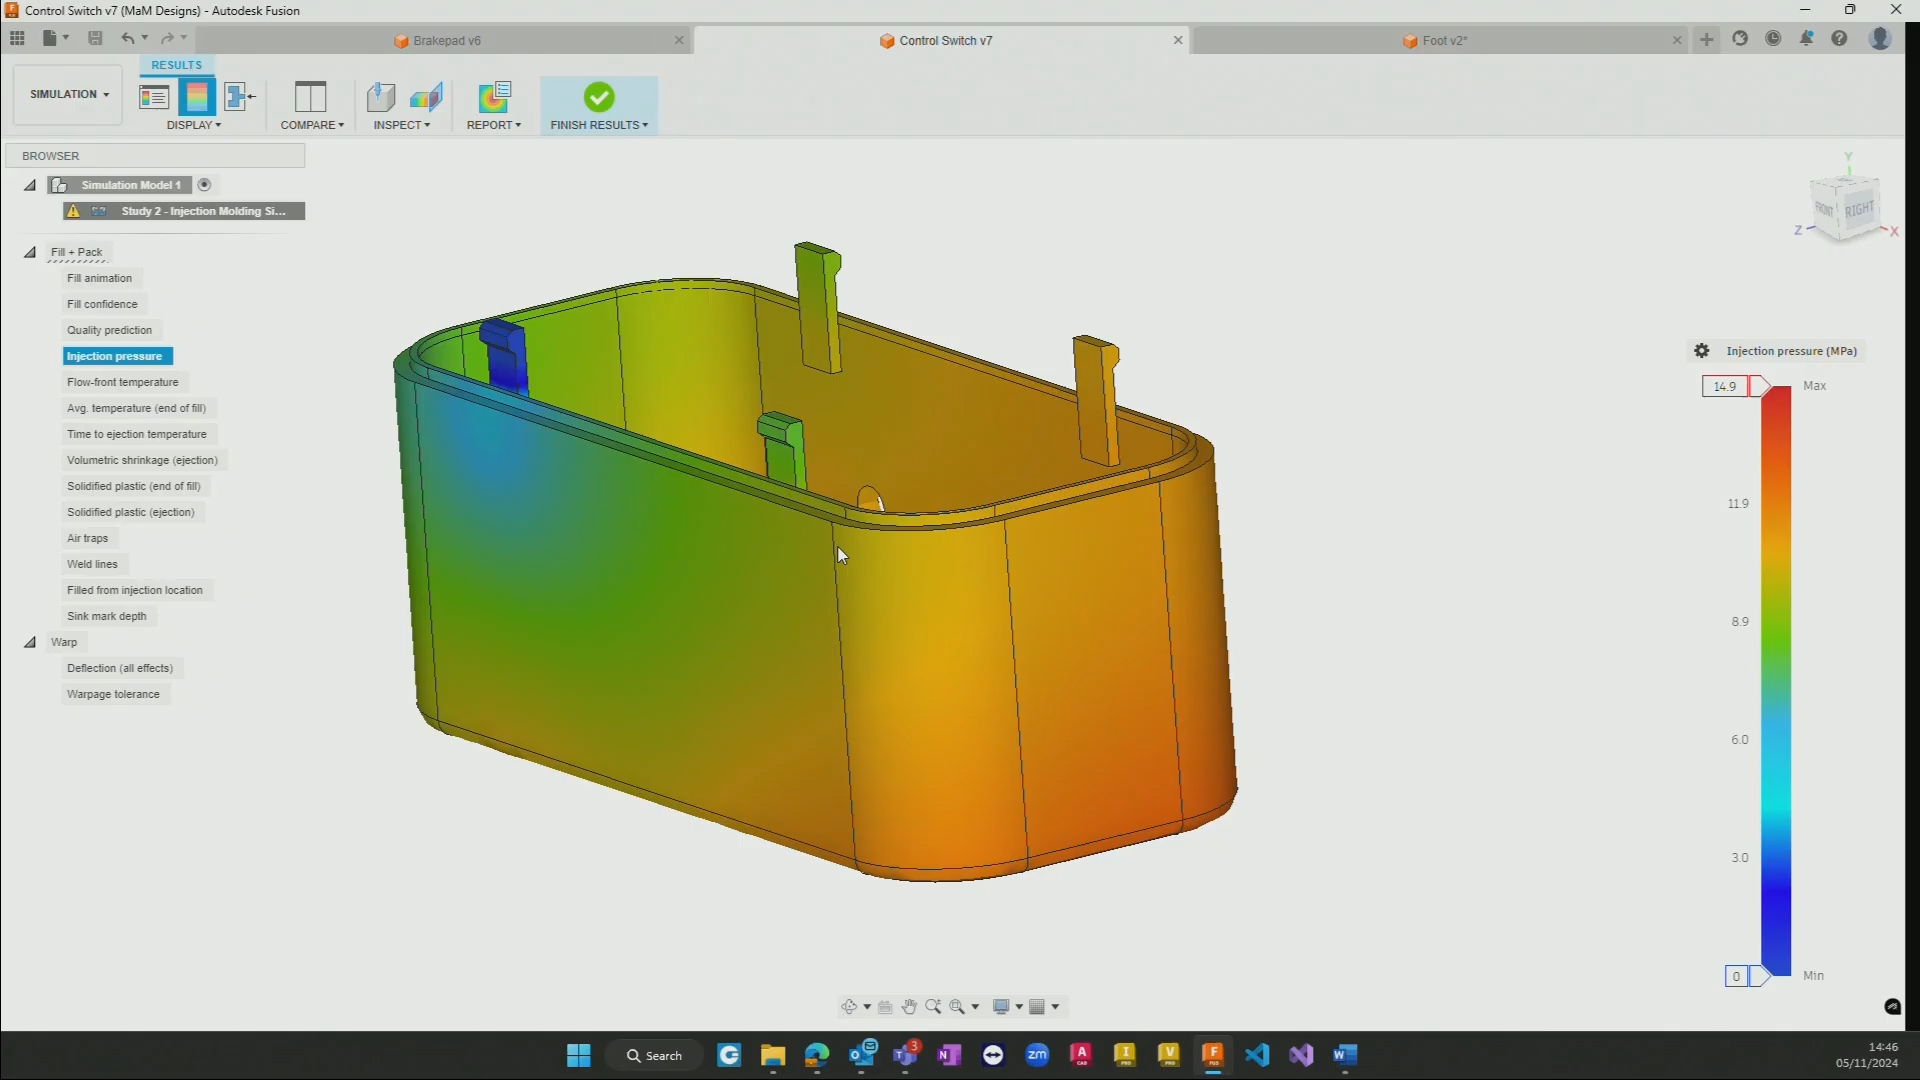 Control Switch v7 (MaM Designs) - Autodesk Fusion
Brakepad v6
Control Switch v7
Foot v2*
RESULTS
SIMULATION
DISPLAY
COMPARE
INSPECT
REPORT
FINISH RESULTS
BROWSER
Simulation Model 1
Study 2 - Injection Molding Si...
Fill + Pack
Fill animation
Fill confidence
Quality prediction
Injection pressure
Flow-front temperature
Avg. temperature (end of fill)
Time to ejection temperature
Volumetric shrinkage (ejection)
Solidified plastic (end of fill)
Solidified plastic (ejection)
Air traps
Weld lines
Filled from injection location
Sink mark depth
Warp
Deflection (all effects)
Warpage tolerance
Y
FRONT
RIGHT
Z
X
Injection pressure (MPa)
14.9
Max
11.9
8.9
6.0
3.0
0
Min
Search
3
zm
14:46
05/11/2024